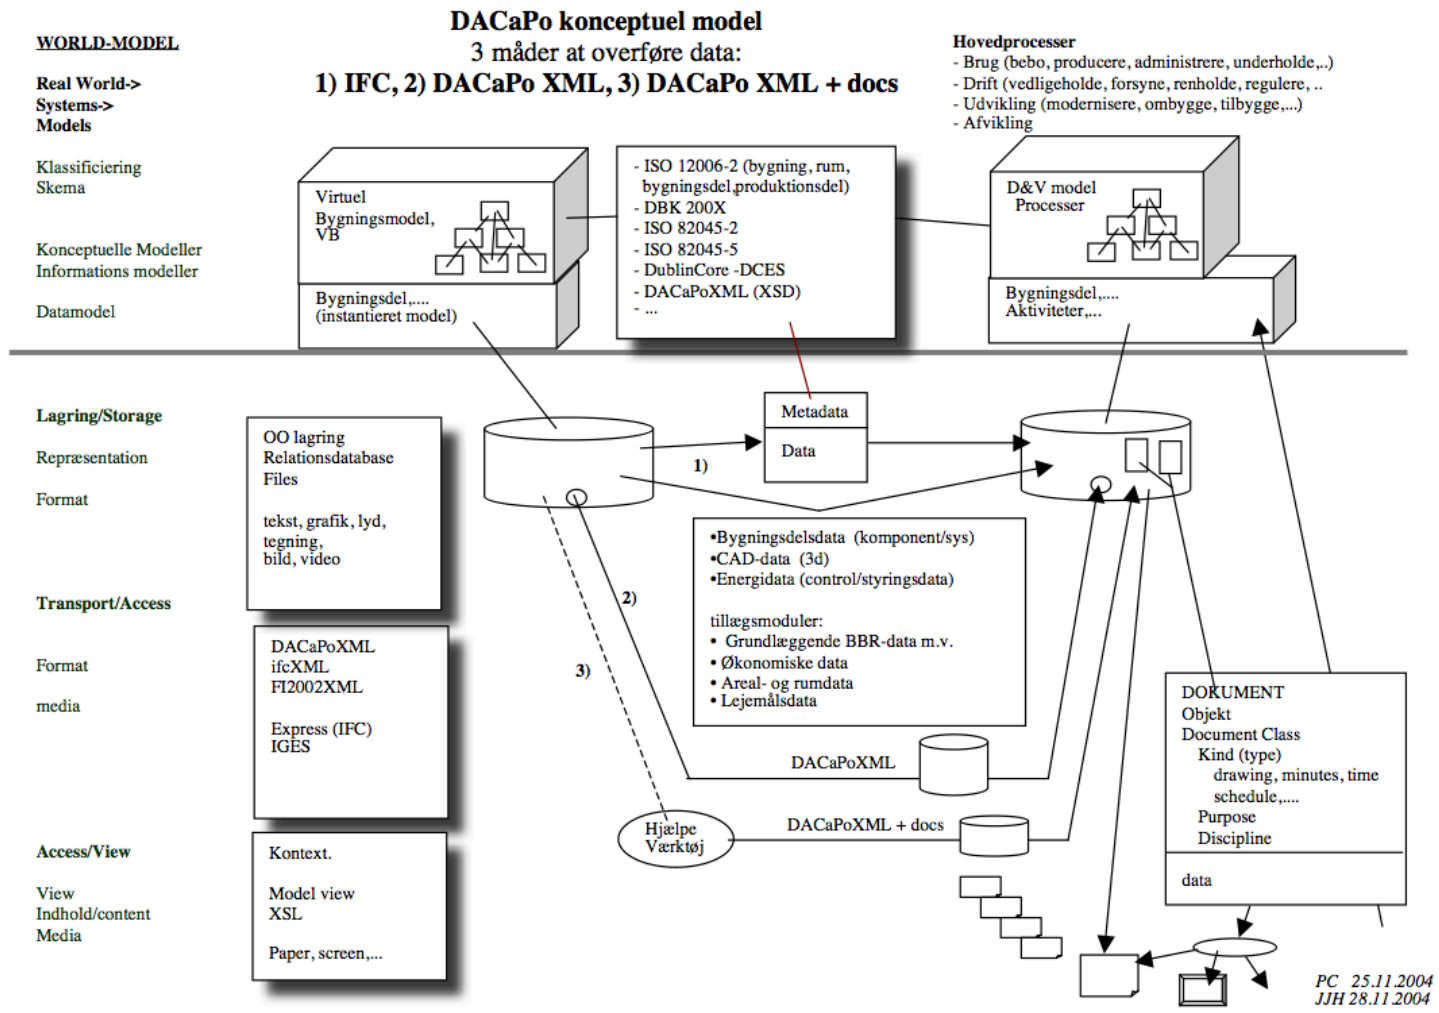 DACaPo konceptuel model
3 måder at overføre data:
1) IFC, 2) DACaPo XML, 3) DACaPo XML + docs
WORLD-MODEL
Real World->
Systems->
Models
Klassificiering
Skema
Konceptuelle Modeller
Informations modeller
Datamodel
Hovedprocesser
- Brug (bebo, producere, administrere, underholde,..)
- Drift (vedligeholde, forsyne, renholde, regulere, ..
- Udvikling (modernisere, ombygge, tilbygge,...)
- Afvikling
Virtuel
Bygningsmodel,
VB
Bygningsdel,....
(instantieret model)
- ISO 12006-2 (bygning, rum,
bygningsdel,produktionsdel)
- DBK 200X
- ISO 82045-2
- ISO 82045-5
- DublinCore -DCES
- DACaPoXML (XSD)
- ...
D&V model
Processer
Bygningsdel,....
Aktiviteter,...
Lagring/Storage
Repræsentation
Format
OO lagring
Relationsdatabase
Files
tekst, grafik, lyd,
tegning,
bild, video
Metadata
Data
1)
•Bygningsdelsdata (komponent/sys)
•CAD-data (3d)
•Energidata (control/styringsdata)
tillægsmoduler:
• Grundlæggende BBR-data m.v.
• Økonomiske data
• Areal- og rumdata
• Lejemålsdata
2)
3)
Transport/Access
Format
media
DACaPoXML
ifcXML
FI2002XML
Express (IFC)
IGES
DACaPoXML
Hjælpe
Værktøj
DACaPoXML + docs
DOKUMENT
Objekt
Document Class
Kind (type)
drawing, minutes, time
schedule,....
Purpose
Discipline
data
Access/View
View
Indhold/content
Media
Kontext.
Model view
XSL
Paper, screen,...
PC 25.11.2004
JJH 28.11.2004